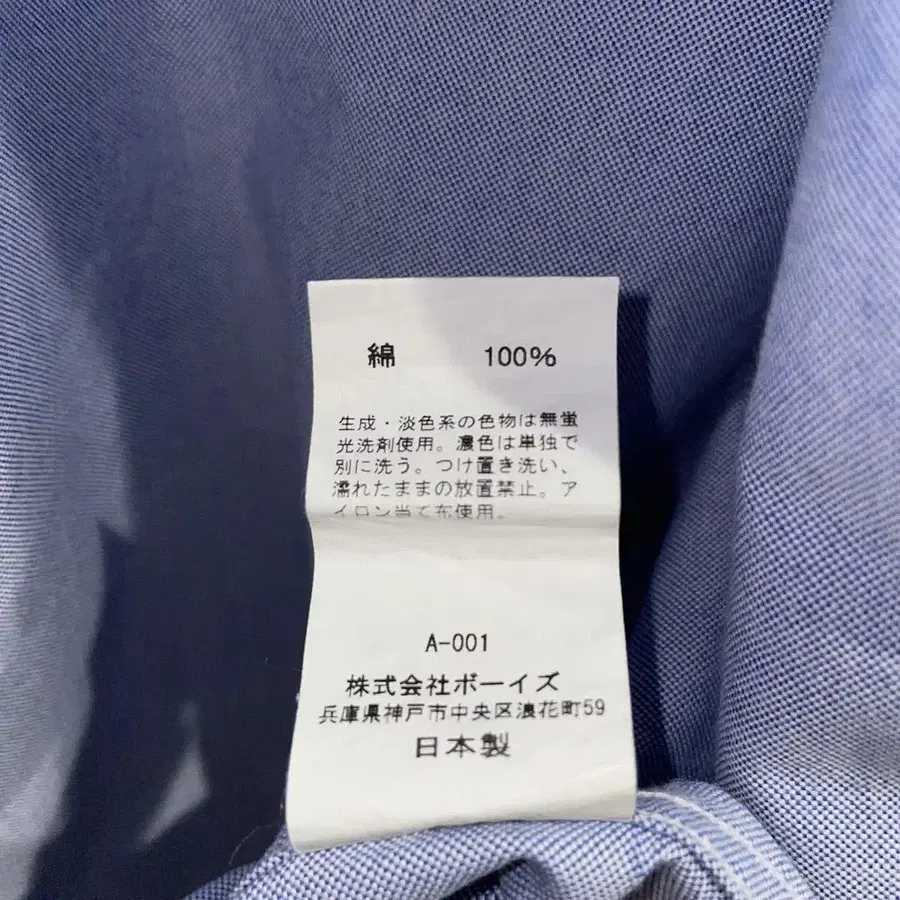 綿 100%
生成・淡色系の色物は無蛍
光洗剤使用。濃色は単独で
別に洗う。つけ置き洗い、
濡れたままの放置禁止。ア
イロン当て布使用。
A-001
株式会社ボーイズ
兵庫県神戸市中央区浪花町59
日本製